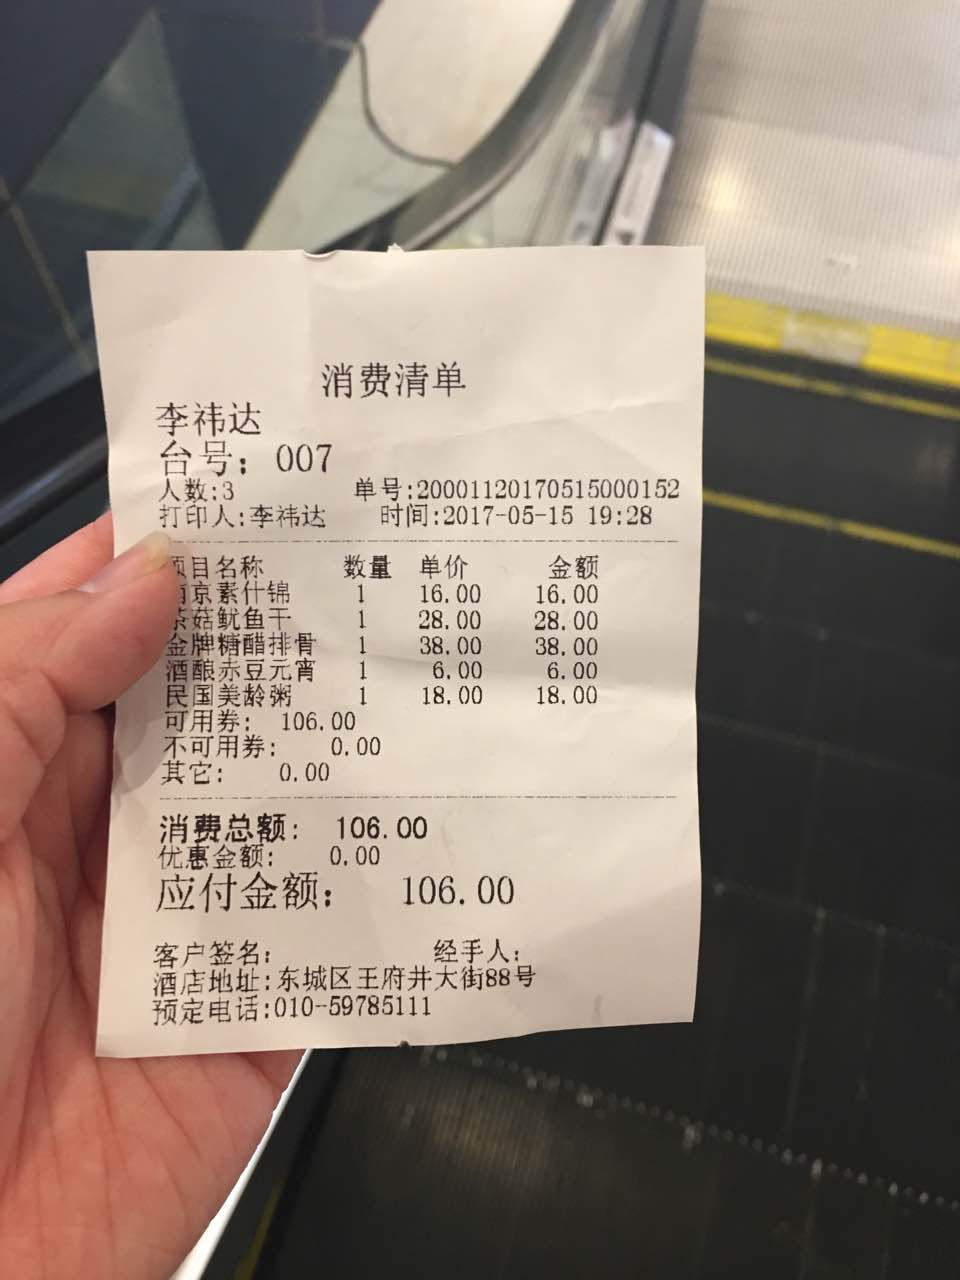 消费清单
李祎达
台号：007
人数:3 单号:20001120170515000152
打印人:李祎达 时间:2017-05-15 19:28
项目名称 数量 单价 金额
京素什锦 1 16.00 16.00
茶菇鱿鱼干 1 28.00 28.00
金牌糖醋排骨 1 38.00 38.00
酒酿赤豆元宵 1 6.00 6.00
民国美龄粥 1 18.00 18.00
可用券: 106.00
不可用券: 0.00
其它: 0.00
消费总额: 106.00
优惠金额: 0.00
应付金额: 106.00
客户签名: 经手人:
酒店地址:东城区王府井大街88号
预定电话:010-59785111